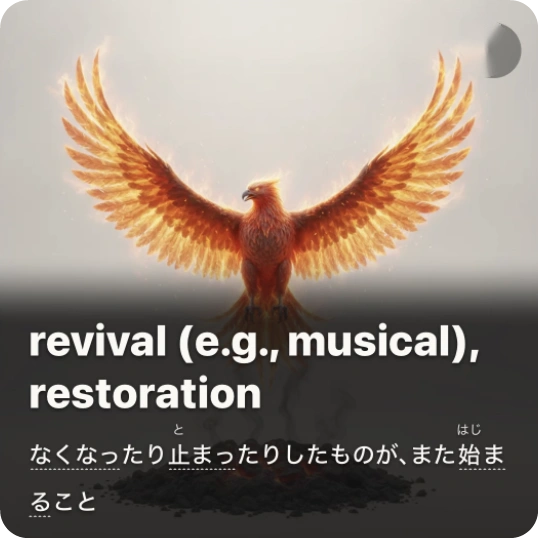 revival (e.g., musical),
restoration
と はじ
なくなったり止まったりしたものが、また始ま
ること